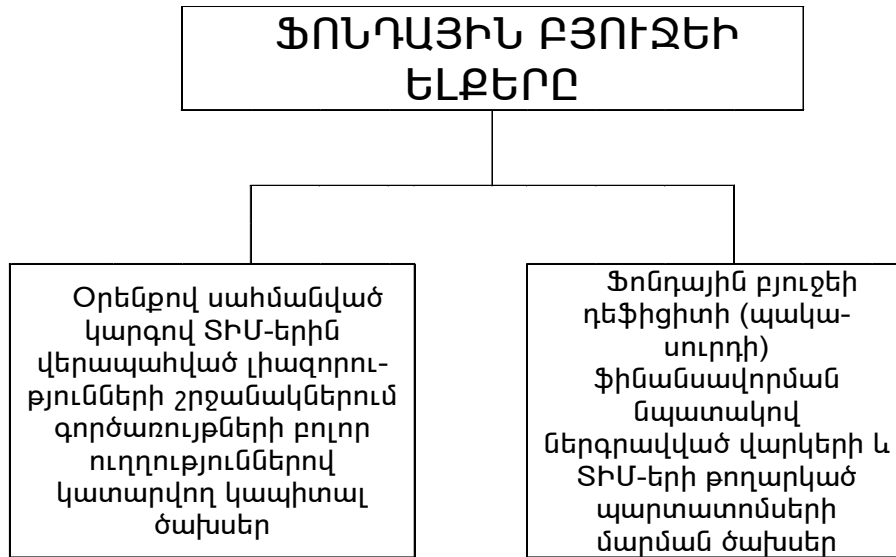 ՖՈՆԴԱՅԻՆ ԲՅՈՒՋԵԻ
ԵԼՔԵՐԸ
Օրենքով սահմանված
կարգով ՏԻՄ-երին
վերապահված լիազորու-
թյունների շրջանակներում
գործառույթների բոլոր
ուղղություններով
կատարվող կապիտալ
ծախսեր
Ֆոնդային բյուջեի
դեֆիցիտի (պակա-
սուրդի)
ֆինանսավորման
նպատակով
ներգրավված վարկերի և
ՏԻՄ-երի թողարկած
պարտատոմսերի
մարման ծախսեր